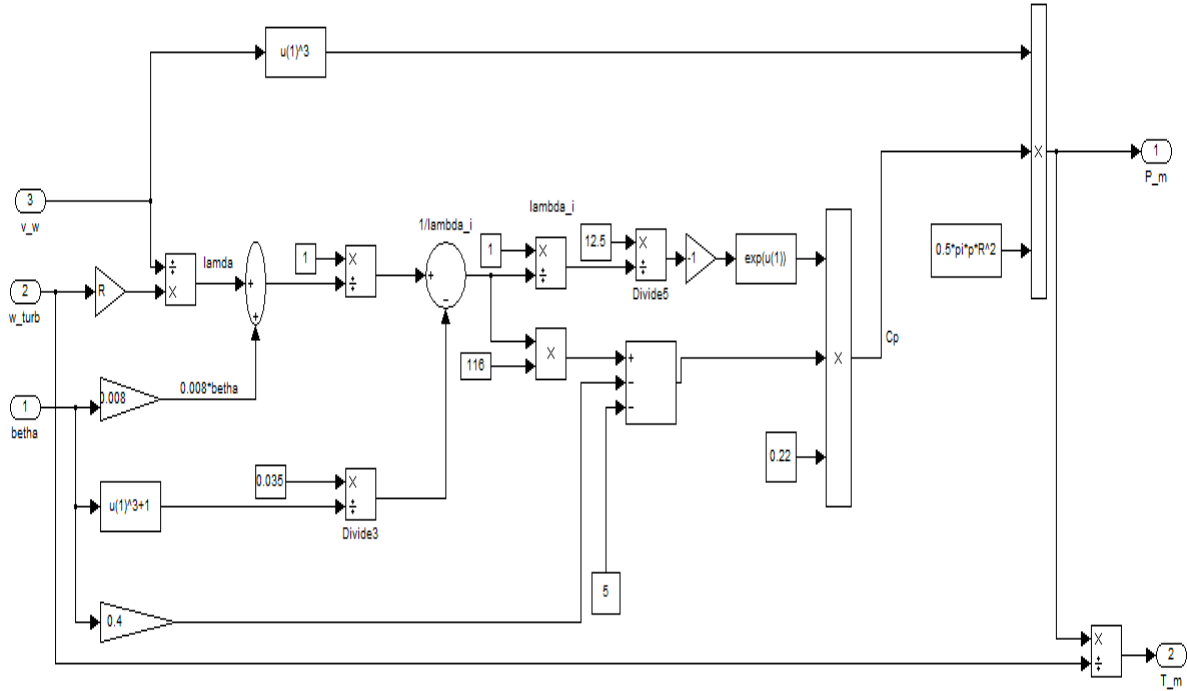 u(1)^3
3
v_w
2
w_turb
R
÷
×
lamda
+
+
1
×
÷
1/lambda_i
+
−
lambda_i
1
×
÷
12.5
×
÷
Divide5
-1
exp(u(1))
×
1
P_m
0.5*pi*p*R^2
116
×
+
−
−
×
Cp
0.22
1
betha
0.008
0.008*betha
u(1)^3+1
0.035
×
÷
Divide3
5
0.4
×
÷
2
T_m